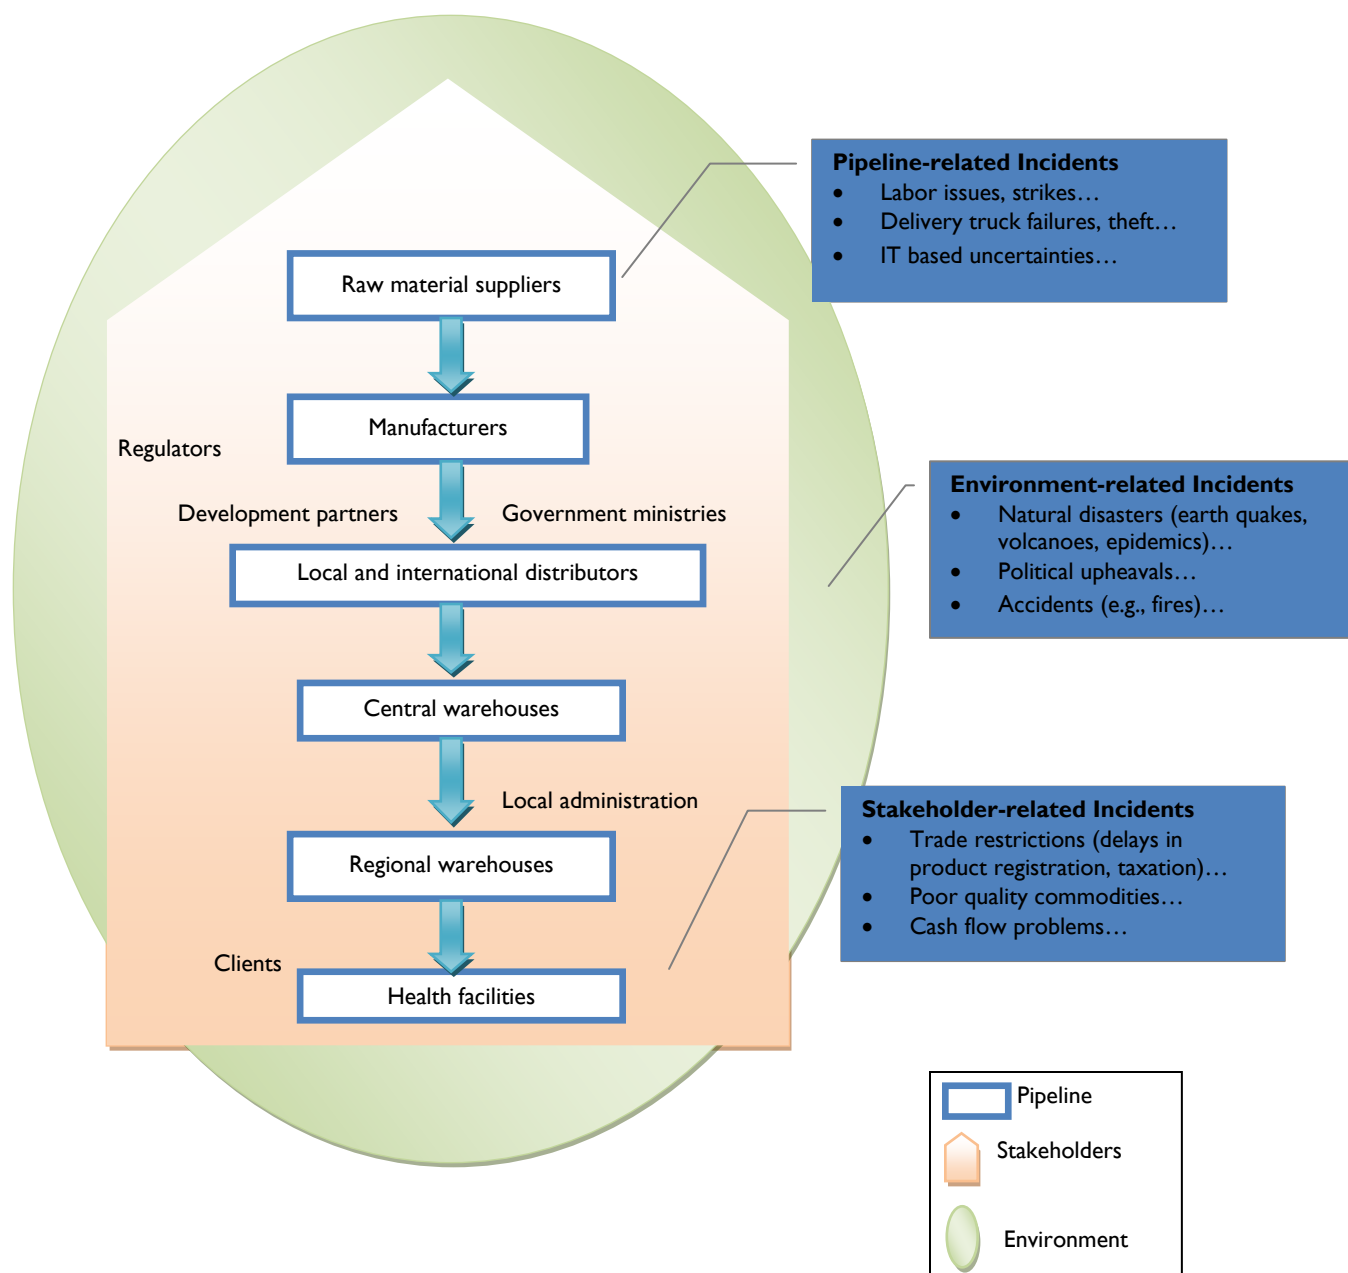 Pipeline-related Incidents
• Labor issues, strikes…
• Delivery truck failures, theft…
• IT based uncertainties…
Raw material suppliers
Manufacturers
Regulators
Development partners
Government ministries
Environment-related Incidents
• Natural disasters (earth quakes,
volcanoes, epidemics)…
• Political upheavals…
• Accidents (e.g., fires)…
Local and international distributors
Central warehouses
Local administration
Stakeholder-related Incidents
• Trade restrictions (delays in
product registration, taxation)…
• Poor quality commodities…
• Cash flow problems…
Regional warehouses
Clients
Health facilities
Pipeline
Stakeholders
Environment